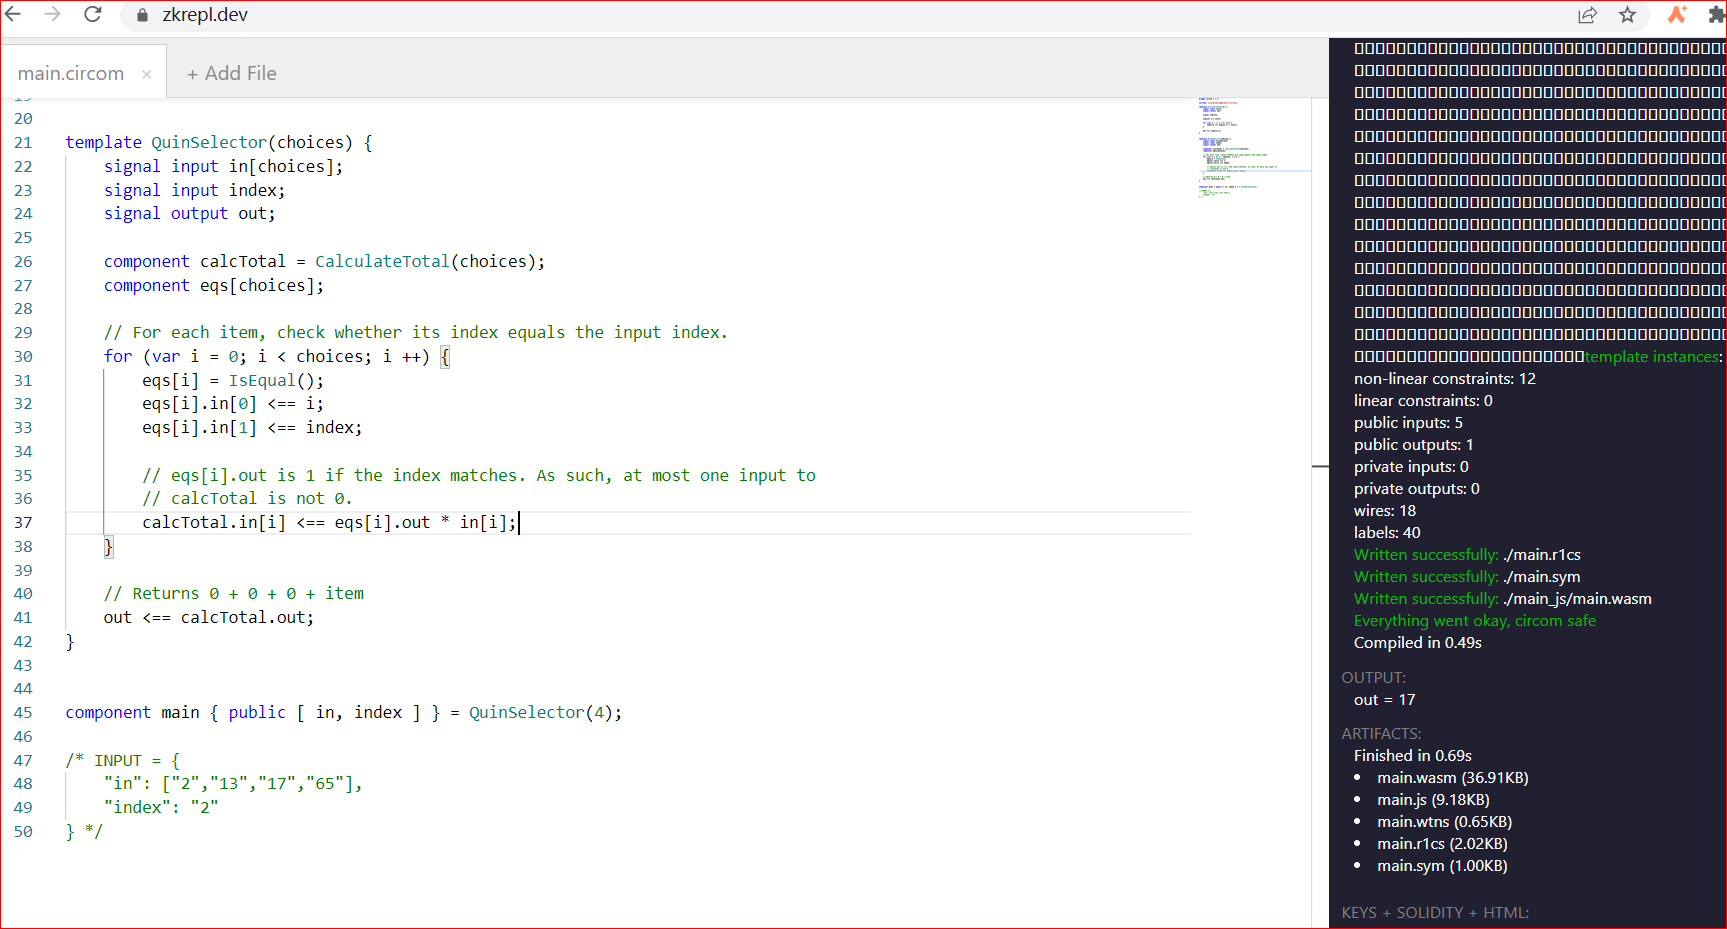 zkrepl.dev
main.circom ×
+ Add File
20
21 template QuinSelector(choices) {
22 signal input in[choices];
23 signal input index;
24 signal output out;
25
26 component calcTotal = CalculateTotal(choices);
27 component eqs[choices];
28
29 // For each item, check whether its index equals the input index.
30 for (var i = 0; i < choices; i ++) {
31 eqs[i] = IsEqual();
32 eqs[i].in[0] <== i;
33 eqs[i].in[1] <== index;
34
35 // eqs[i].out is 1 if the index matches. As such, at most one input to
36 // calcTotal is not 0.
37 calcTotal.in[i] <== eqs[i].out * in[i];
38 }
39
40 // Returns 0 + 0 + 0 + item
41 out <== calcTotal.out;
42 }
43
44
45 component main { public [ in, index ] } = QuinSelector(4);
46
47 /* INPUT = {
48 "in": ["2","13","17","65"],
49 "index": "2"
50 } */
template instances:
non-linear constraints: 12
linear constraints: 0
public inputs: 5
public outputs: 1
private inputs: 0
private outputs: 0
wires: 18
labels: 40
Written successfully: ./main.r1cs
Written successfully: ./main.sym
Written successfully: ./main_js/main.wasm
Everything went okay, circom safe
Compiled in 0.49s
OUTPUT:
out = 17
ARTIFACTS:
Finished in 0.69s
• main.wasm (36.91KB)
• main.js (9.18KB)
• main.wtns (0.65KB)
• main.r1cs (2.02KB)
• main.sym (1.00KB)
KEYS + SOLIDITY + HTML: